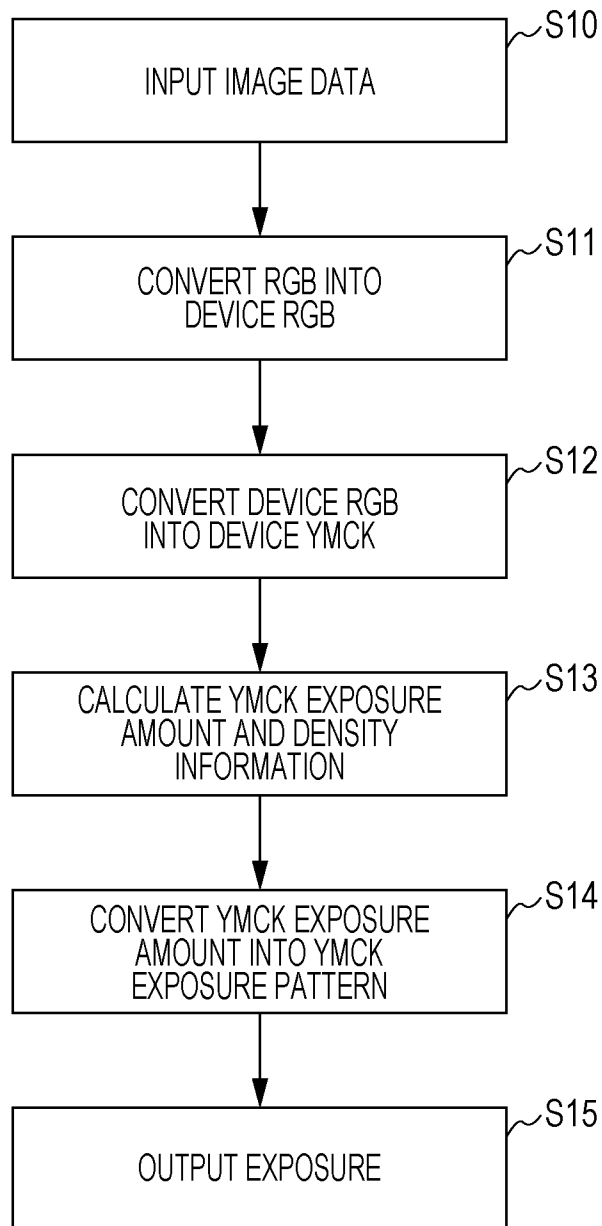 S10
INPUT IMAGE DATA
S11
CONVERT RGB INTO
DEVICE RGB
S12
CONVERT DEVICE RGB
INTO DEVICE YMCK
S13
CALCULATE YMCK EXPOSURE
AMOUNT AND DENSITY
INFORMATION
S14
CONVERT YMCK EXPOSURE
AMOUNT INTO YMCK
EXPOSURE PATTERN
S15
OUTPUT EXPOSURE